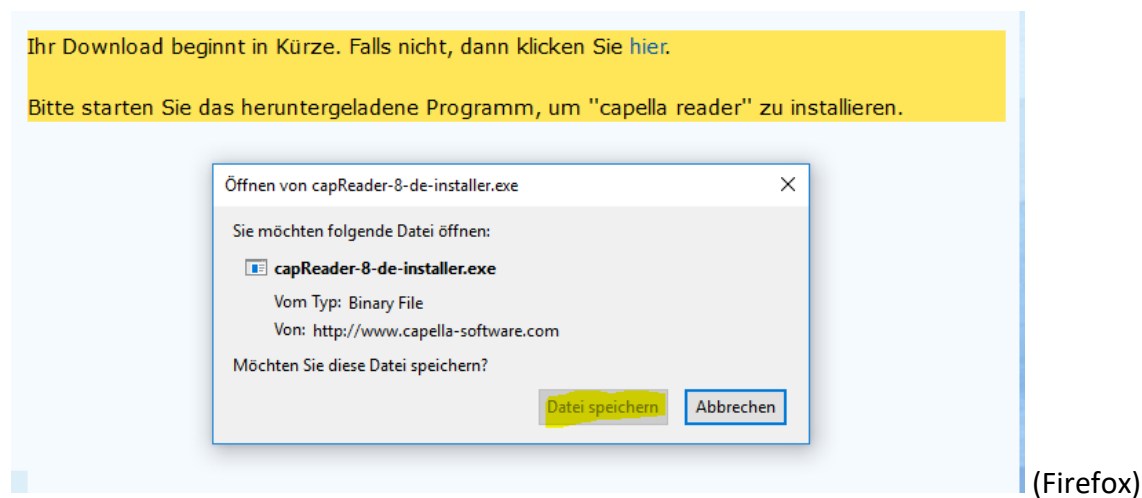 Ihr Download beginnt in Kürze. Falls nicht, dann klicken Sie hier.
Bitte starten Sie das heruntergeladene Programm, um "capella reader" zu installieren.
Öffnen von capReader-8-de-installer.exe
Sie möchten folgende Datei öffnen:
capReader-8-de-installer.exe
Vom Typ: Binary File
Von: http://www.capella-software.com
Möchten Sie diese Datei speichern?
Datei speichern Abbrechen
(Firefox)